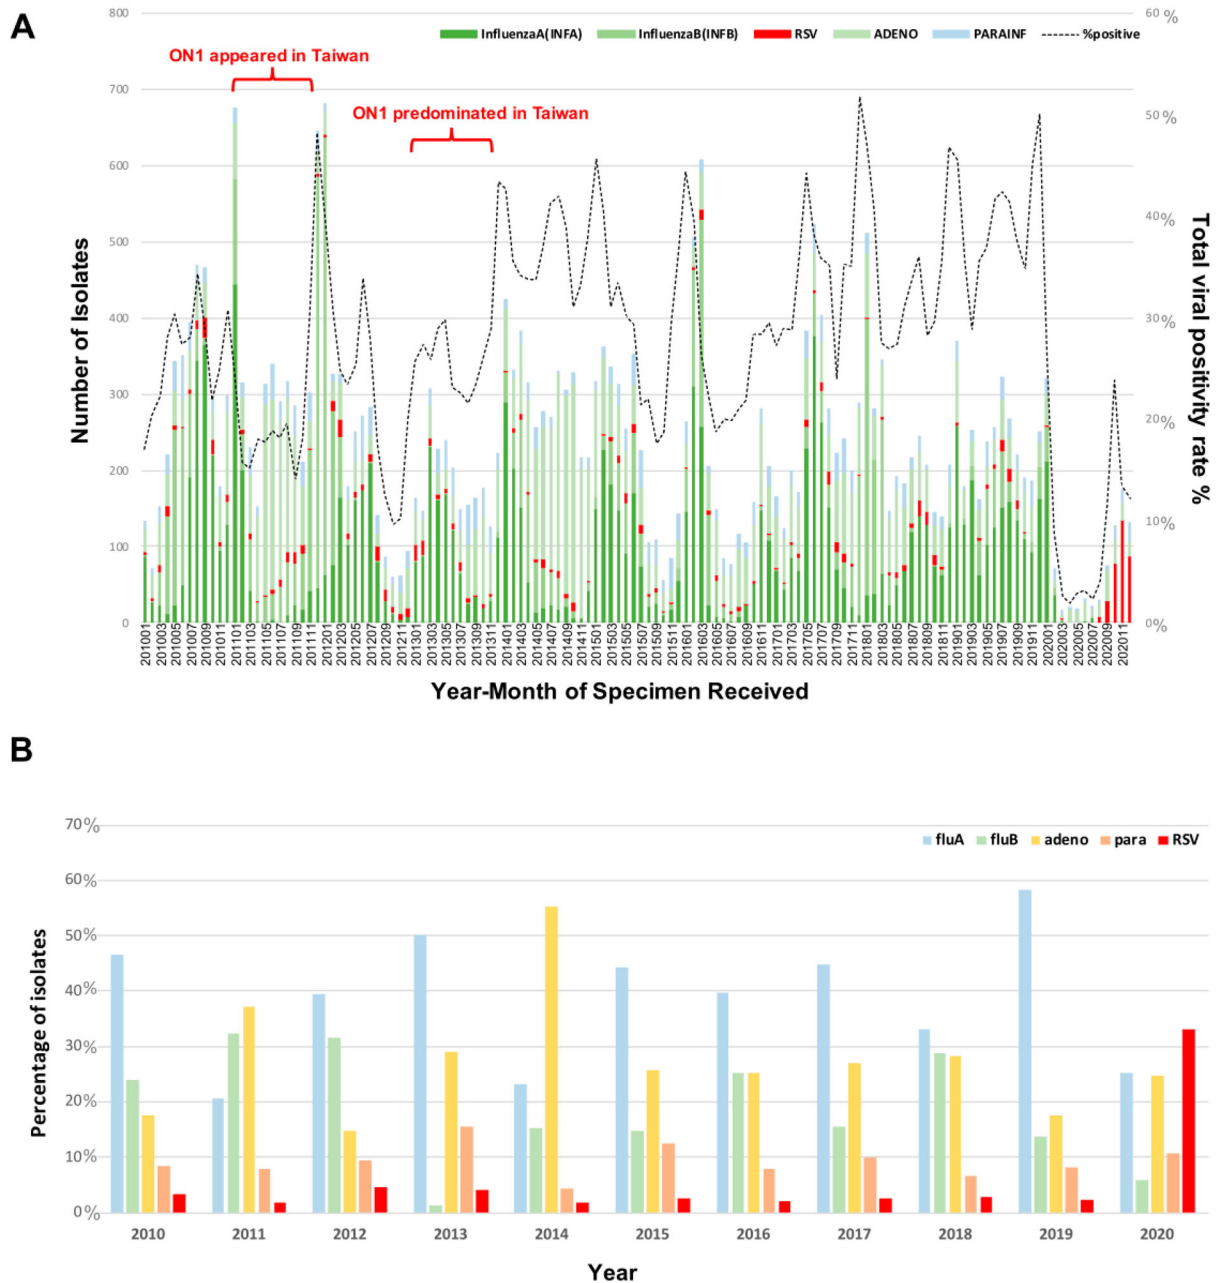 A
800
700
600
500
400
300
200
100
0
Number of Isolates
InfluenzaA(INFA) InfluenzaB(INFB) RSV ADENO PARAINF %positive
ON1 appeared in Taiwan
ON1 predominated in Taiwan
60 %
50 %
40 %
30 %
20 %
10 %
0%
Total viral positivity rate %
201001 201003 201005 201007 201009 201011 201101 201103 201105 201107 201109 201111 201201 201203 201205 201207 201209 201211 201301 201303 201305 201307 201309 201311 201401 201403 201405 201407 201409 201411 201501 201503 201505 201507 201509 201511 201601 201603 201605 201607 201609 201611 201701 201703 201705 201707 201709 201711 201801 201803 201805 201807 201809 201811 201901 201903 201905 201907 201909 201911 202001 202003 202005 202007 202009 202011
Year-Month of Specimen Received
B
70%
60%
50%
40%
30%
20%
10%
0%
Percentage of isolates
fluA fluB adeno para RSV
2010 2011 2012 2013 2014 2015 2016 2017 2018 2019 2020
Year